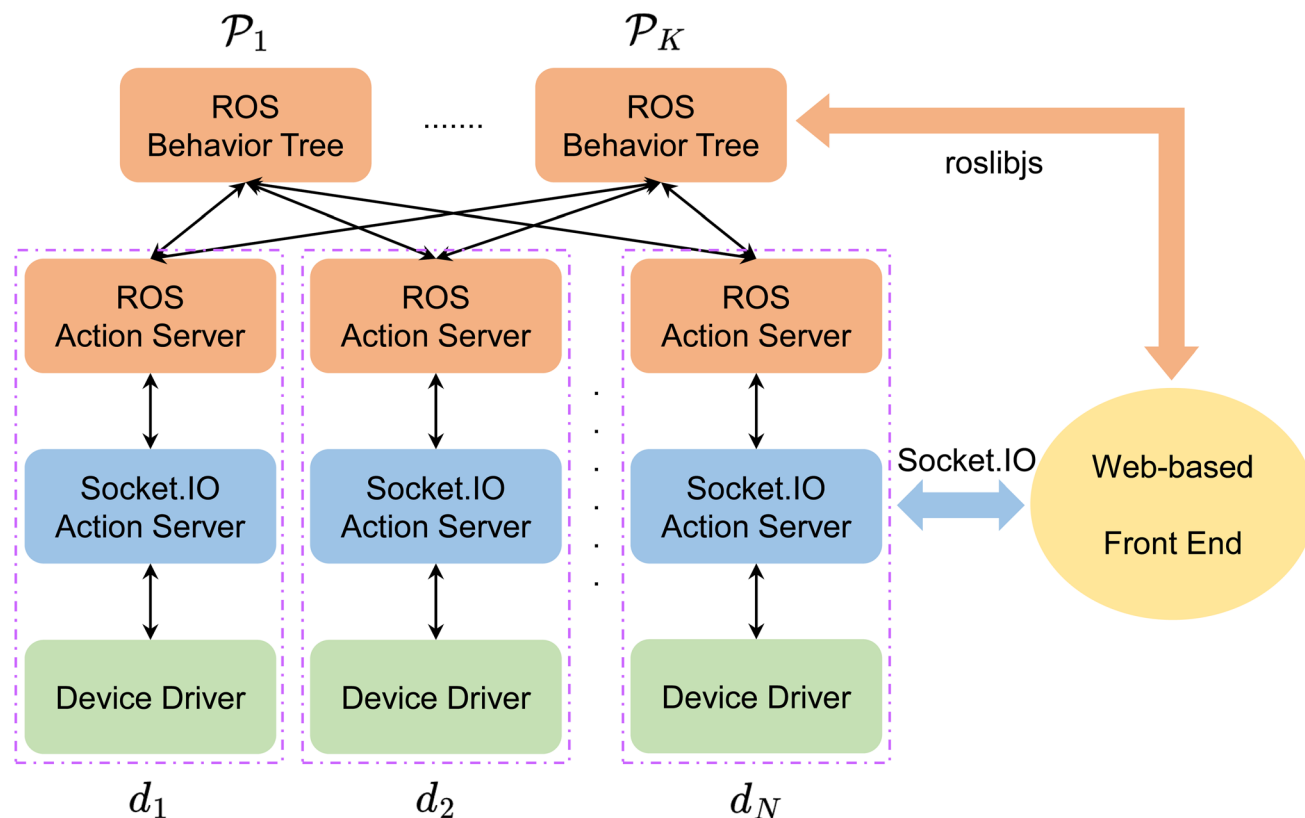 𝒫₁
𝒫_K
ROS
Behavior Tree
.......
ROS
Behavior Tree
roslibjs
ROS
Action Server
ROS
Action Server
ROS
Action Server
Socket.IO
Action Server
Socket.IO
Action Server
Socket.IO
Action Server
Socket.IO
Web-based
Front End
Device Driver
Device Driver
Device Driver
d₁
d₂
d_N